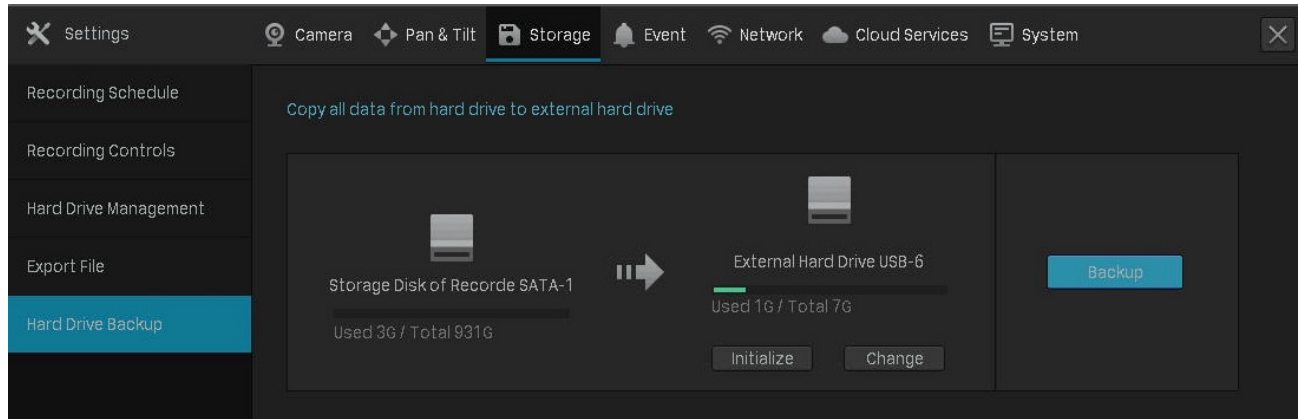 Settings
Camera
Pan & Tilt
Storage
Event
Network
Cloud Services
System
Recording Schedule
Recording Controls
Hard Drive Management
Export File
Hard Drive Backup
Copy all data from hard drive to external hard drive
Storage Disk of Recorde SATA-1
Used 3G / Total 931G
External Hard Drive USB-6
Used 1G / Total 7G
Initialize
Change
Backup